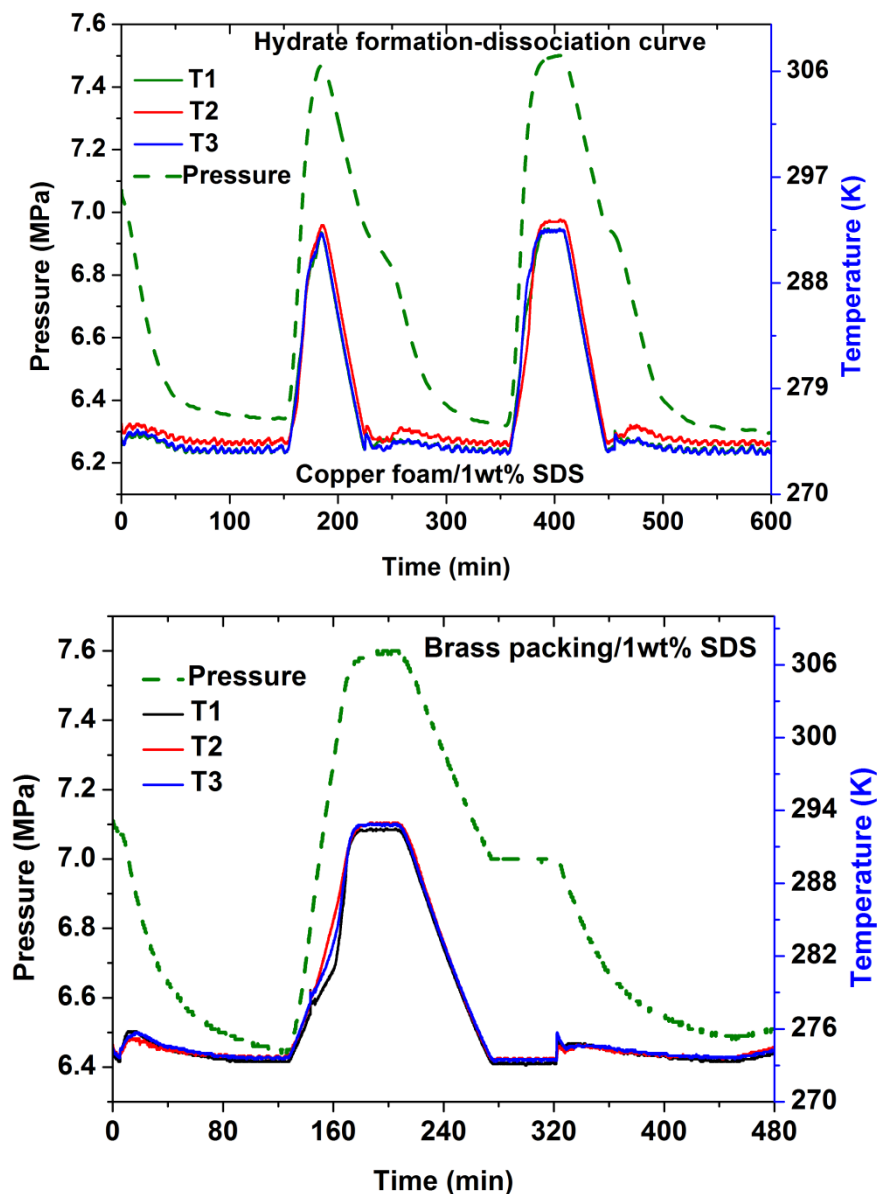 Hydrate formation-dissociation curve
T1
T2
T3
Pressure
Copper foam/1wt% SDS
Pressure (MPa)
7.6
7.4
7.2
7.0
6.8
6.6
6.4
6.2
Temperature (K)
306
297
288
279
270
0 100 200 300 400 500 600
Time (min)
Brass packing/1wt% SDS
Pressure
T1
T2
T3
Pressure (MPa)
7.6
7.4
7.2
7.0
6.8
6.6
6.4
Temperature (K)
306
300
293
288
282
276
270
0 80 160 240 320 400 480
Time (min)